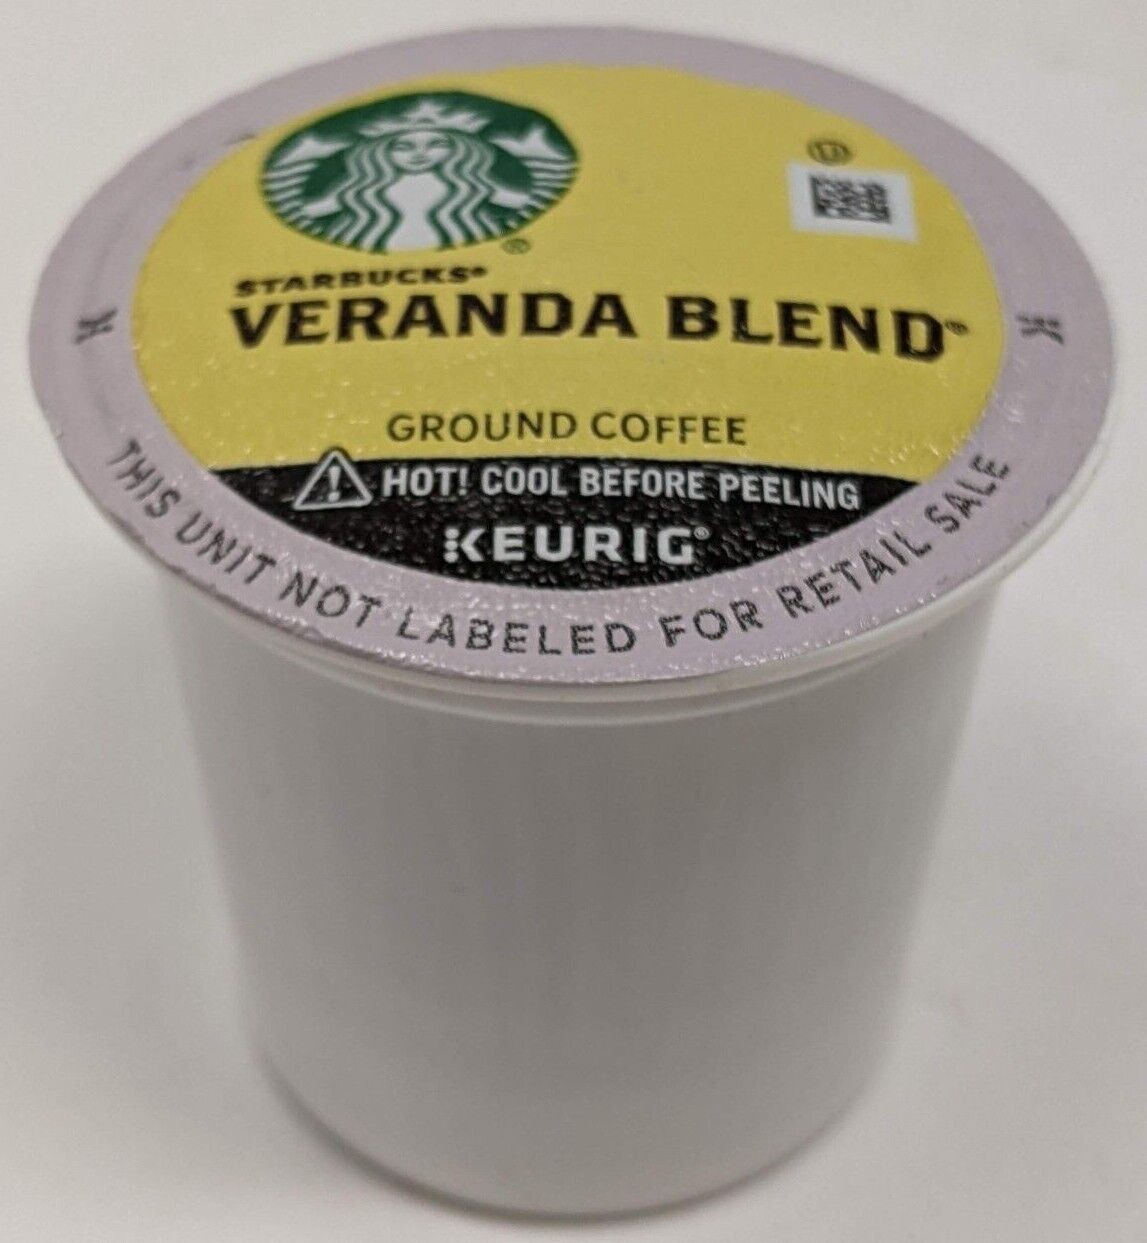 STARBUCKS®
VERANDA BLEND®
GROUND COFFEE
HOT! COOL BEFORE PEELING
KEURIG®
THIS UNIT NOT LABELED FOR RETAIL SALE